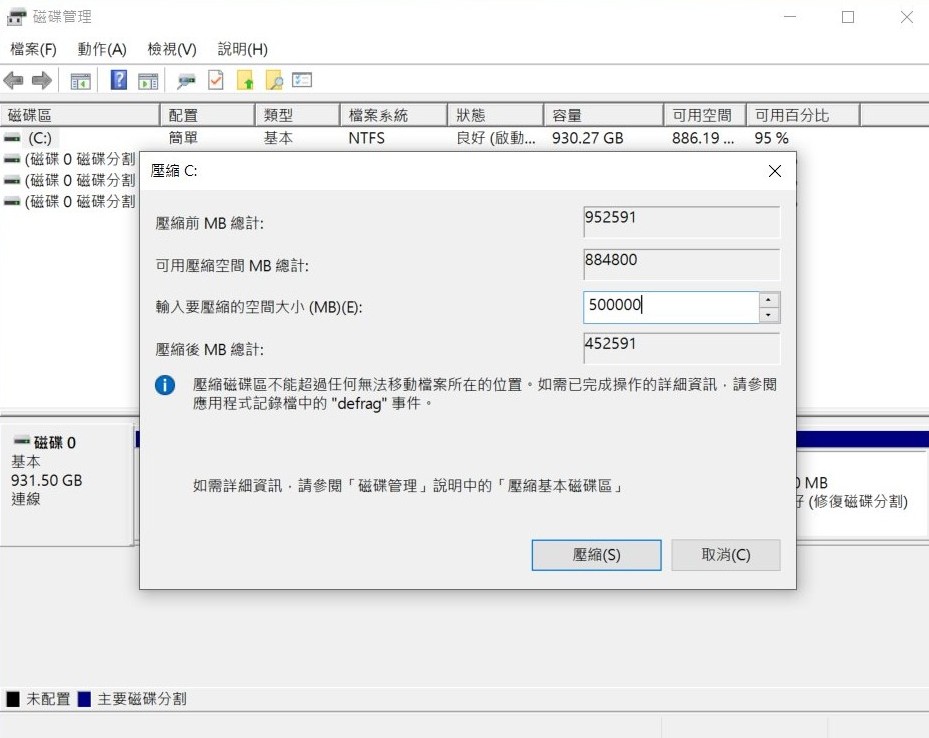 磁碟管理
檔案(F) 動作(A) 檢視(V) 說明(H)
磁碟區 配置 類型 檔案系統 狀態 容量 可用空間 可用百分比
(C:) 簡單 基本 NTFS 良好 (啟動... 930.27 GB 886.19 ... 95 %
(磁碟 0 磁碟分割
(磁碟 0 磁碟分割
(磁碟 0 磁碟分割
壓縮 C:
壓縮前 MB 總計: 952591
可用壓縮空間 MB 總計: 884800
輸入要壓縮的空間大小 (MB)(E): 500000
壓縮後 MB 總計: 452591
壓縮磁碟區不能超過任何無法移動檔案所在的位置。如需已完成操作的詳細資訊，請參閱
應用程式記錄檔中的 "defrag" 事件。
如需詳細資訊，請參閱「磁碟管理」說明中的「壓縮基本磁碟區」
壓縮(S) 取消(C)
磁碟 0
基本
931.50 GB
連線
MB
(修復磁碟分割)
未配置 主要磁碟分割